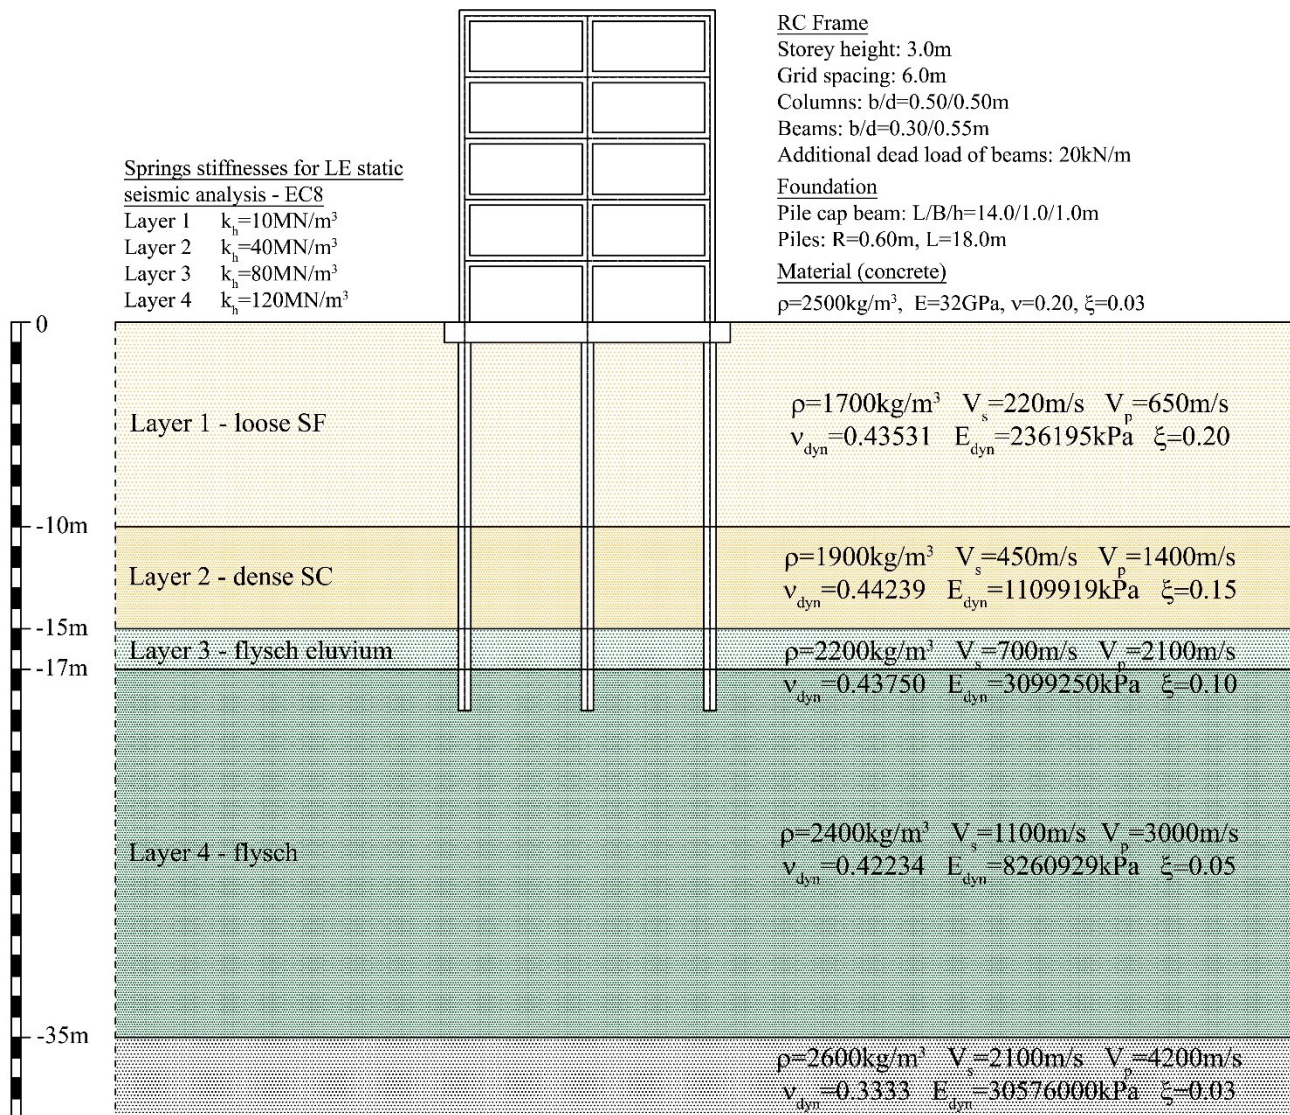 RC Frame
Storey height: 3.0m
Grid spacing: 6.0m
Columns: b/d=0.50/0.50m
Beams: b/d=0.30/0.55m
Additional dead load of beams: 20kN/m
Foundation
Pile cap beam: L/B/h=14.0/1.0/1.0m
Piles: R=0.60m, L=18.0m
Material (concrete)
ρ=2500kg/m³, E=32GPa, ν=0.20, ξ=0.03
Springs stiffnesses for LE static
seismic analysis - EC8
Layer 1 kₕ=10MN/m³
Layer 2 kₕ=40MN/m³
Layer 3 kₕ=80MN/m³
Layer 4 kₕ=120MN/m³
0
Layer 1 - loose SF
ρ=1700kg/m³ Vs=220m/s Vp=650m/s
νdyn=0.43531 Edyn=236195kPa ξ=0.20
-10m
Layer 2 - dense SC
ρ=1900kg/m³ Vs=450m/s Vp=1400m/s
νdyn=0.44239 Edyn=1109919kPa ξ=0.15
-15m
Layer 3 - flysch eluvium
ρ=2200kg/m³ Vs=700m/s Vp=2100m/s
-17m
νdyn=0.43750 Edyn=3099250kPa ξ=0.10
Layer 4 - flysch
ρ=2400kg/m³ Vs=1100m/s Vp=3000m/s
νdyn=0.42234 Edyn=8260929kPa ξ=0.05
-35m
ρ=2600kg/m³ Vs=2100m/s Vp=4200m/s
νdyn=0.3333 Edyn=30576000kPa ξ=0.03